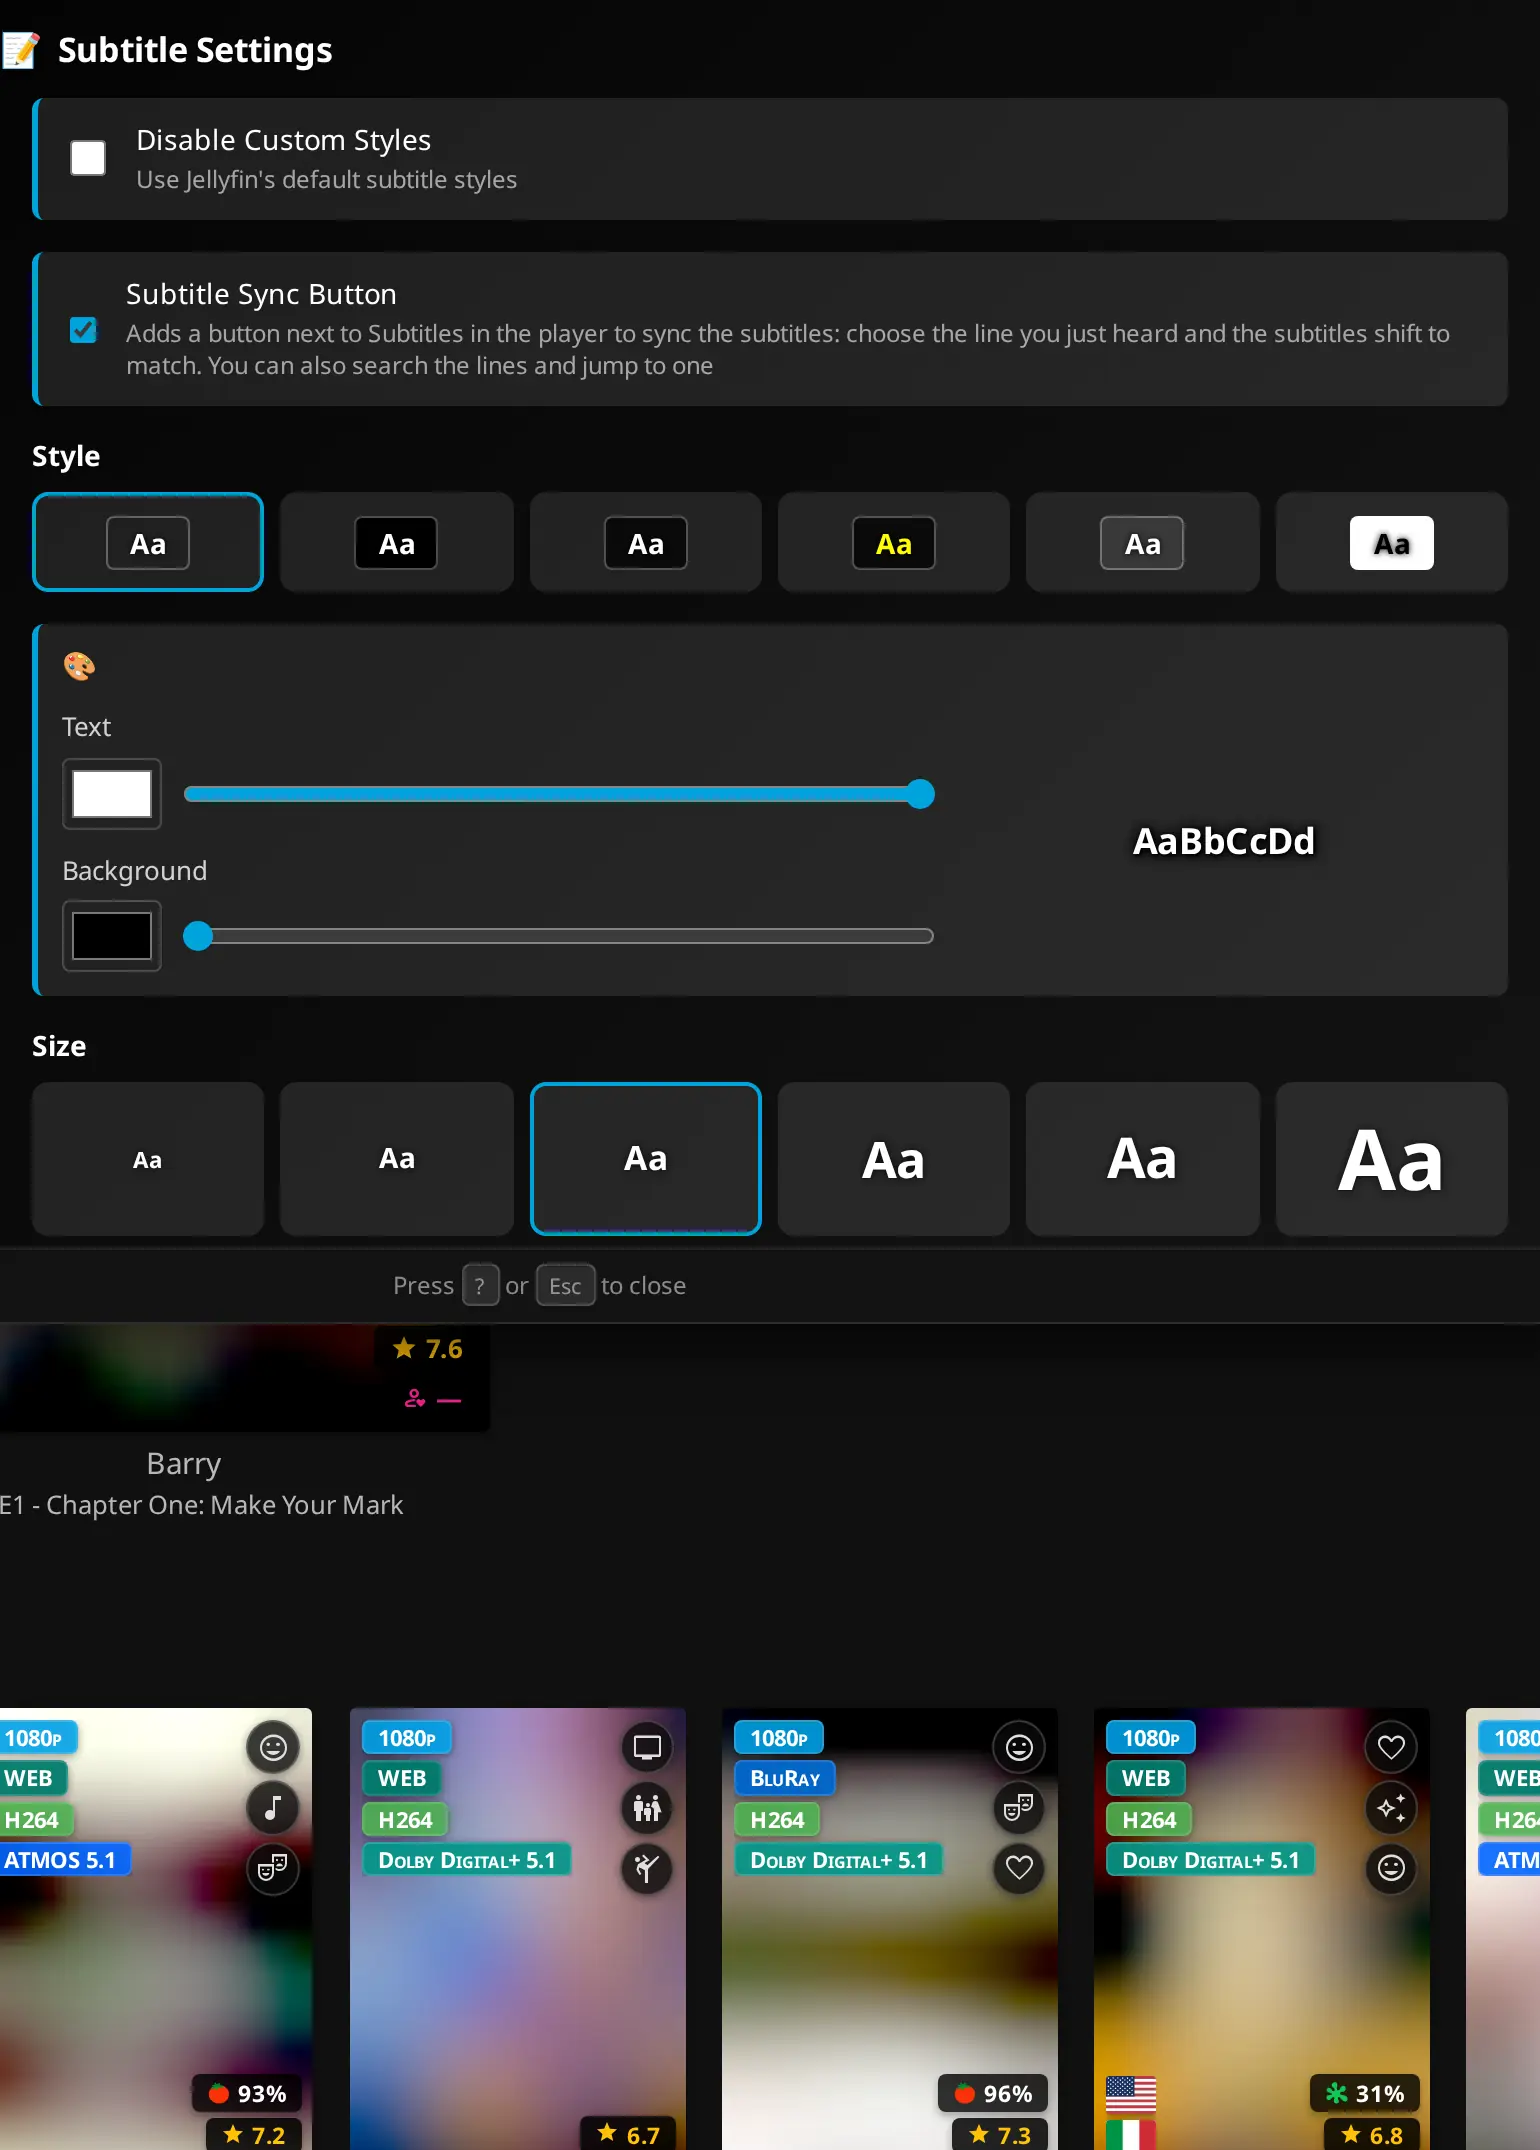 Subtitle Settings
Disable Custom Styles
Use Jellyfin's default subtitle styles
Subtitle Sync Button
Adds a button next to Subtitles in the player to sync the subtitles: choose the line you just heard and the subtitles shift to
match. You can also search the lines and jump to one
Style
Aa Aa Aa Aa Aa Aa
Text
AaBbCcDd
Background
Size
Aa Aa Aa Aa Aa Aa
Press ? or Esc to close
7.6
Barry
E1 - Chapter One: Make Your Mark
1080P 1080P 1080P 1080P 1080
WEB WEB BLURAY WEB WEB
H264 H264 H264 H264 H264
ATMOS 5.1 DOLBY DIGITAL+ 5.1 DOLBY DIGITAL+ 5.1 DOLBY DIGITAL+ 5.1 ATM
93% 96% 31%
7.2 6.7 7.3 6.8